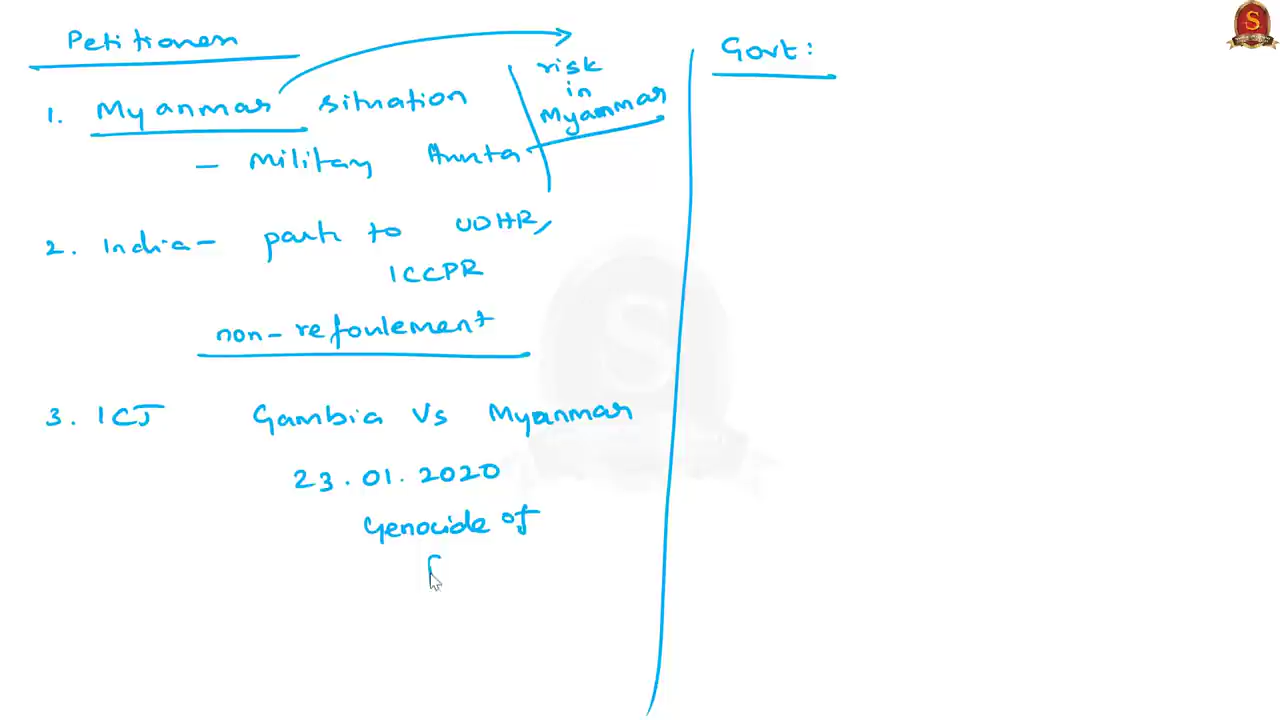 Petitioner
1. Myanmar situation
- Military Junta
risk
in
Myanmar
2. India - party to UDHR,
ICCPR
non-refoulement
3. ICJ Gambia Vs Myanmar
23.01.2020
Genocide of
Govt:
S
S